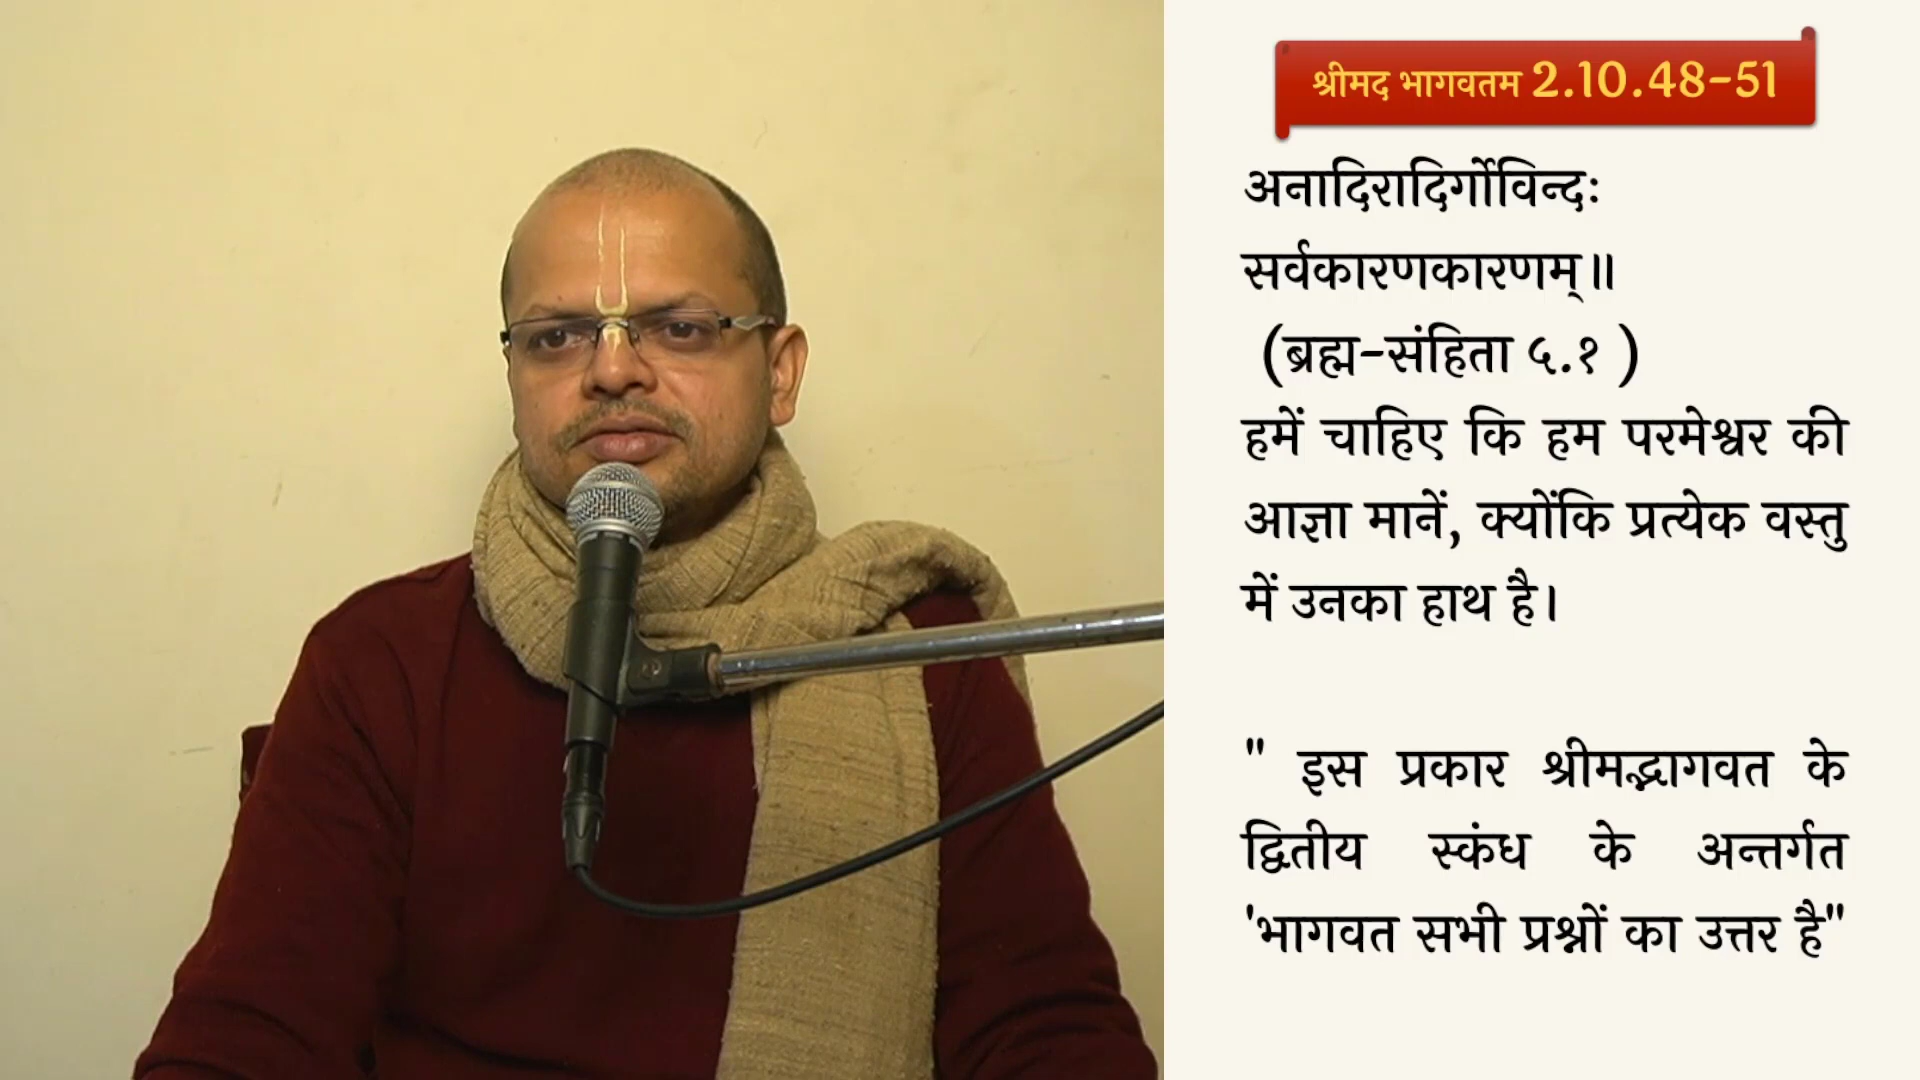 श्रीमद भागवतम 2.10.48-51
अनादिरादिर्गोविन्दः
सर्वकारणकारणम्॥
(ब्रह्म-संहिता ५.१ )
हमें चाहिए कि हम परमेश्वर की
आज्ञा मानें, क्योंकि प्रत्येक वस्तु
में उनका हाथ है।
" इस प्रकार श्रीमद्भागवत के
द्वितीय स्कंध के अन्तर्गत
'भागवत सभी प्रश्नों का उत्तर है"